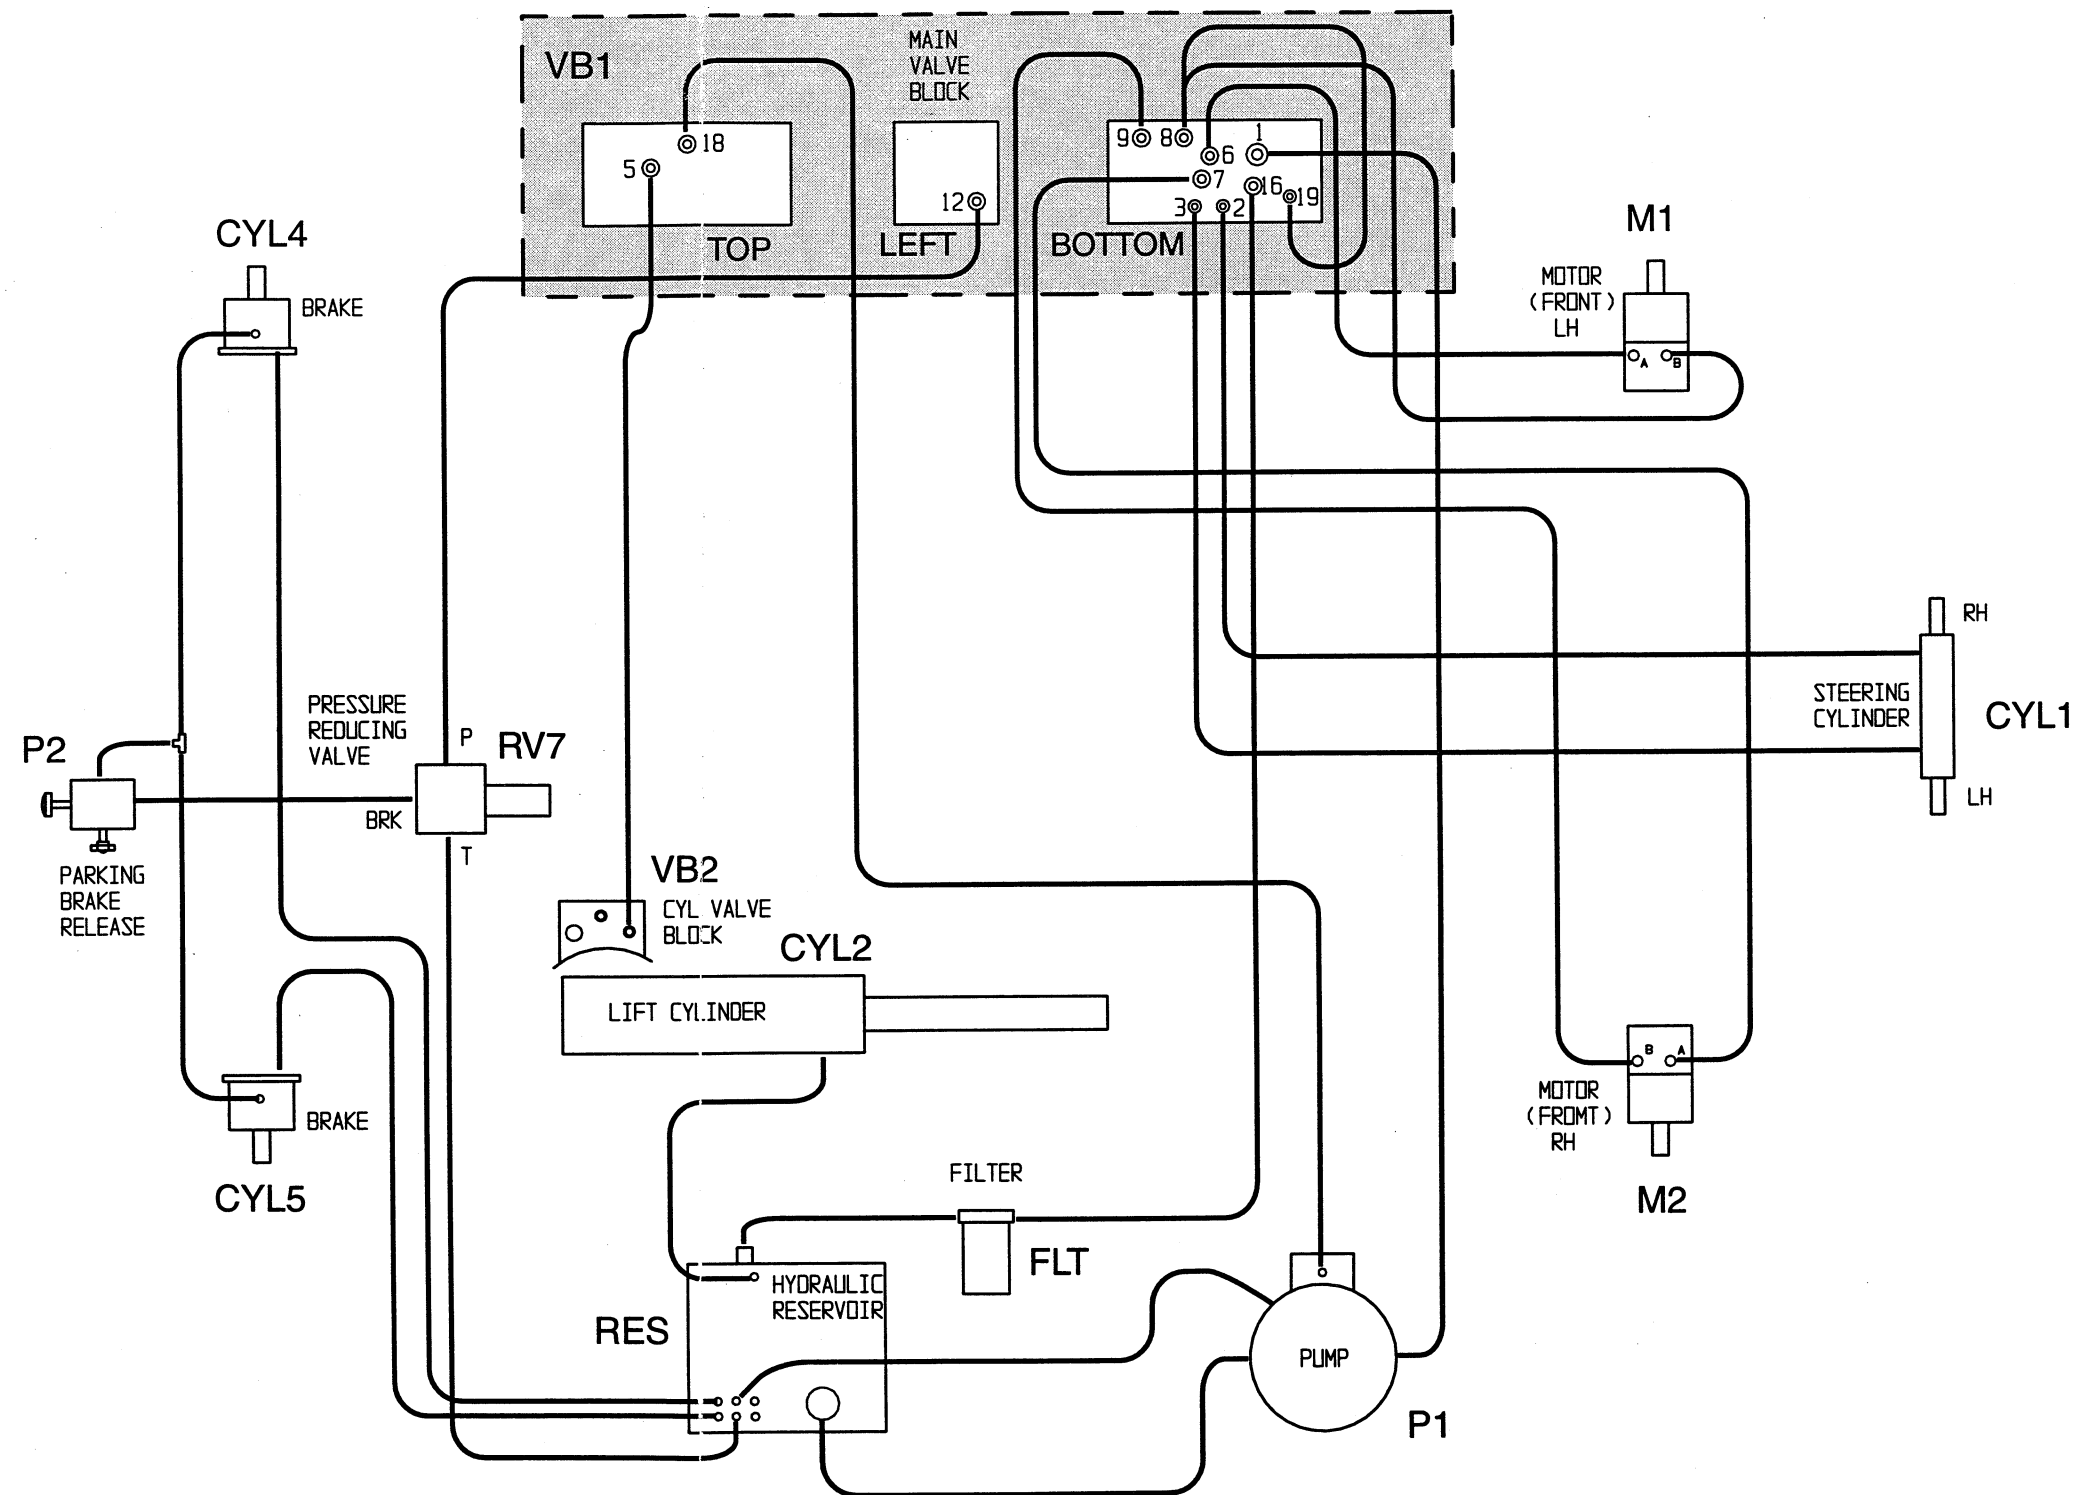 VB1
MAIN
VALVE
BLOCK
18
5
12
9
8
1
6
7
16
19
3
2
TOP
LEFT
BOTTOM
CYL4
BRAKE
M1
MOTOR
(FRONT)
LH
A
B
RH
STEERING
CYLINDER
CYL1
LH
PRESSURE
REDUCING
VALVE
P
RV7
P2
BRK
T
PARKING
BRAKE
RELEASE
VB2
CYL VALVE
BLOCK
CYL2
LIFT CYLINDER
B
A
MOTOR
(FROMT)
RH
M2
BRAKE
CYL5
FILTER
FLT
HYDRAULIC
RESERVOIR
RES
PUMP
P1